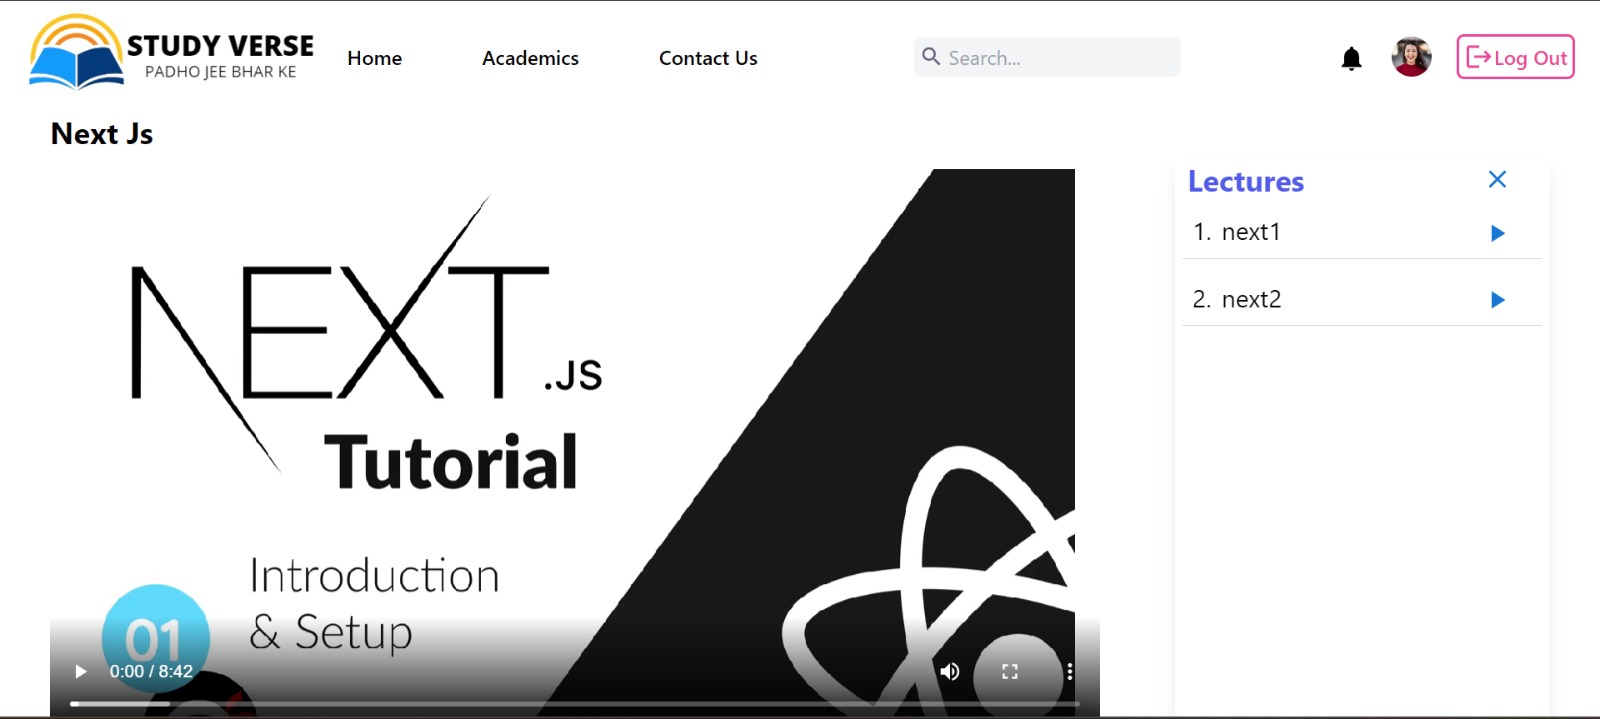 STUDY VERSE
PADHO JEE BHAR KE
Home
Academics
Contact Us
Search...
Log Out
Next Js
NEXT.JS
Tutorial
Introduction
& Setup
01
0:00 / 8:42
Lectures
1. next1
2. next2